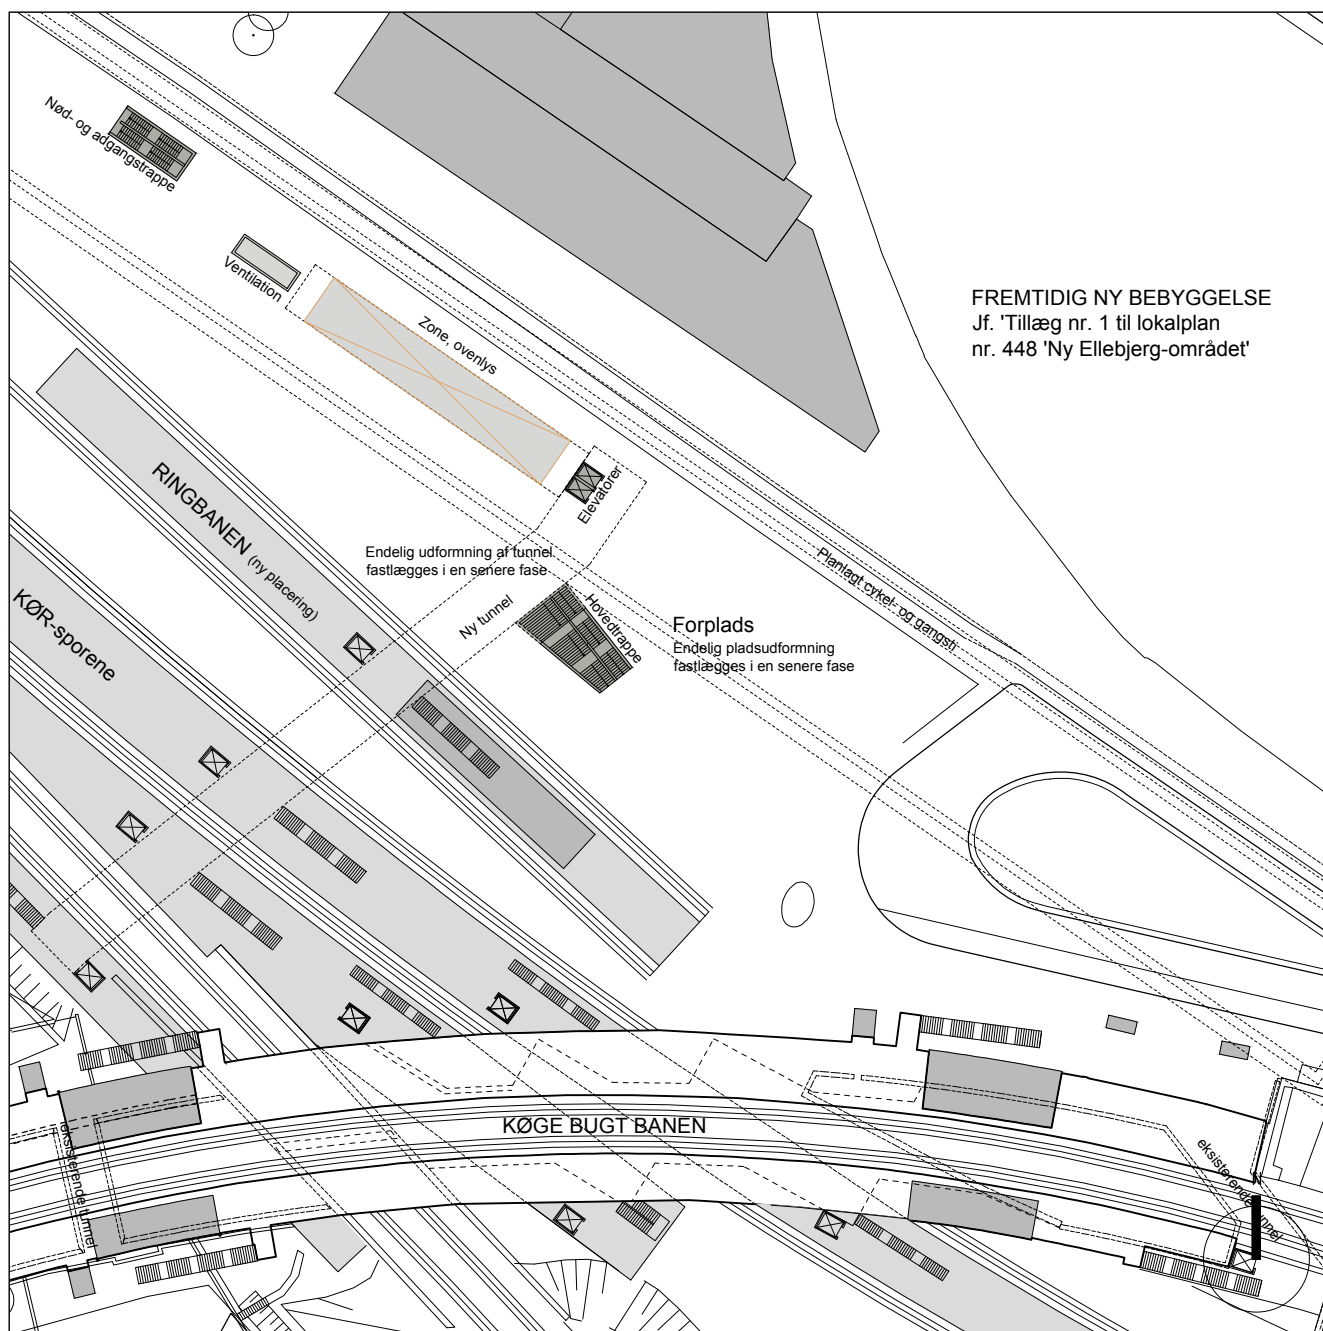 Nød- og adgangstrappe
Ventilation
Zone, ovenlys
FREMTIDIG NY BEBYGGELSE
Jf. 'Tillæg nr. 1 til lokalplan
nr. 448 'Ny Ellebjerg-området'
Elevatorer
RINGBANEN (ny placering)
KØR-sporene
Endelig udformning af tunnel
fastlægges i en senere fase
Ny tunnel
Hovedtrappe
Forplads
Endelig pladsudformning
fastlægges i en senere fase
Planlagt cykel- og gangsti
KØGE BUGT BANEN
eksisterende tunnel
eksisterende tunnel